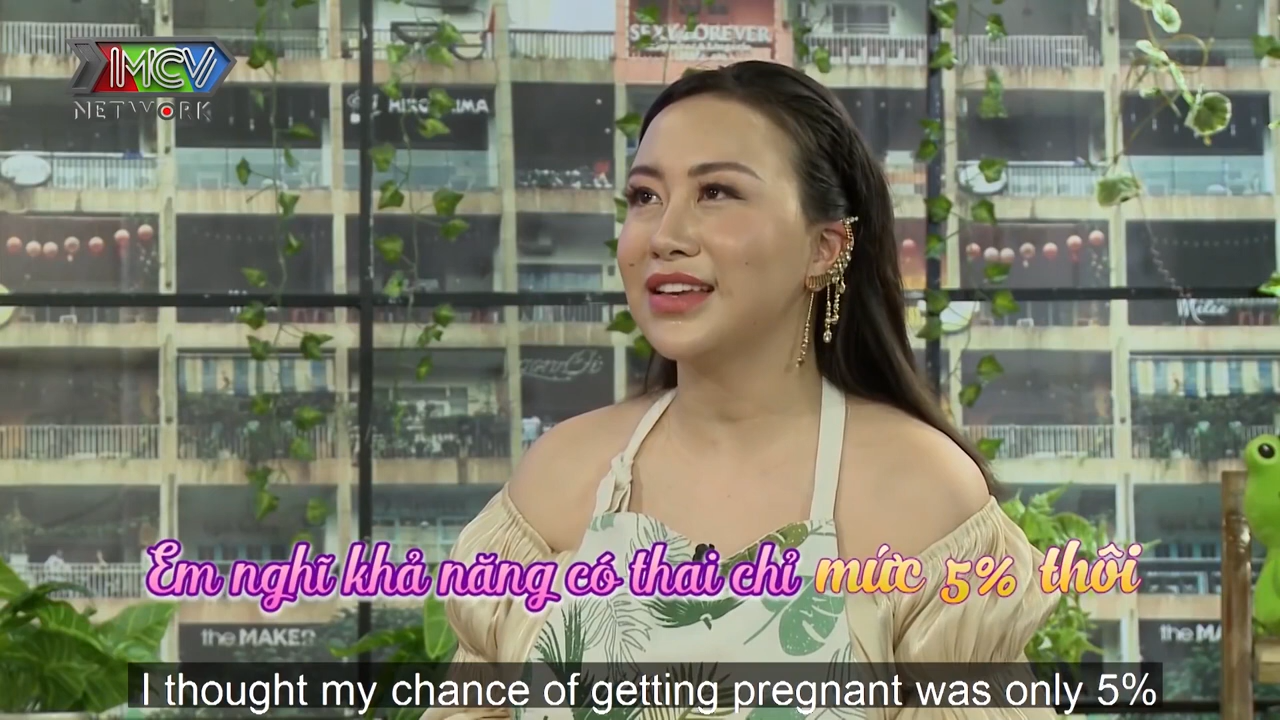 SEXY FOREVER
MCV
NETWORK
HIROSHIMA
Milee
Em nghĩ khả năng có thai chỉ mức 5% thôi
the MAKER
the MA
I thought my chance of getting pregnant was only 5%